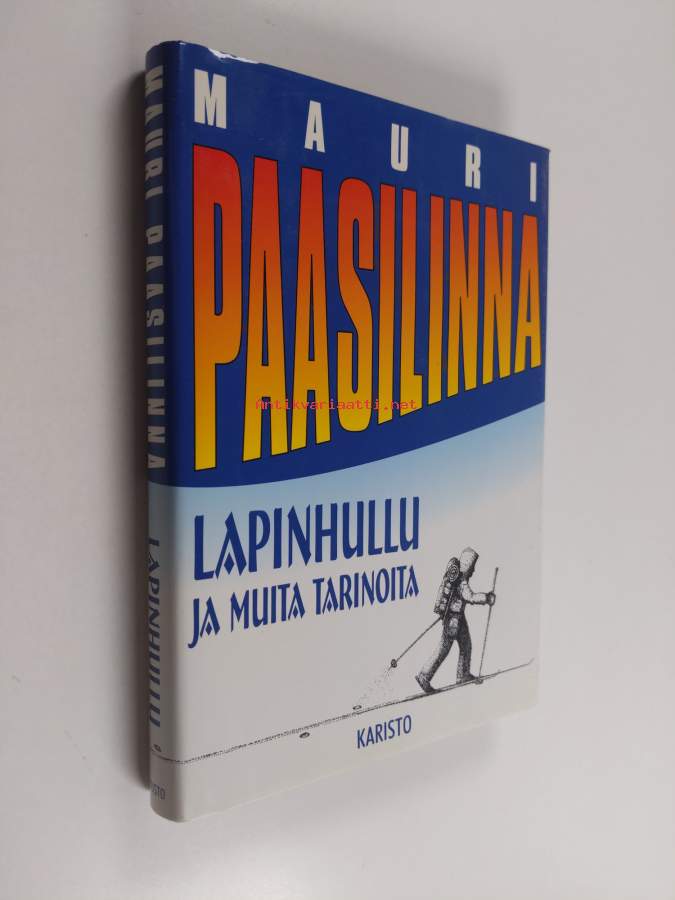 MAURI
PAASILINNA
LAPINHULLU
JA MUITA TARINOITA
KARISTO
MAURI PAASILINNA
LAPINHULLU
Antikvariaatti.net